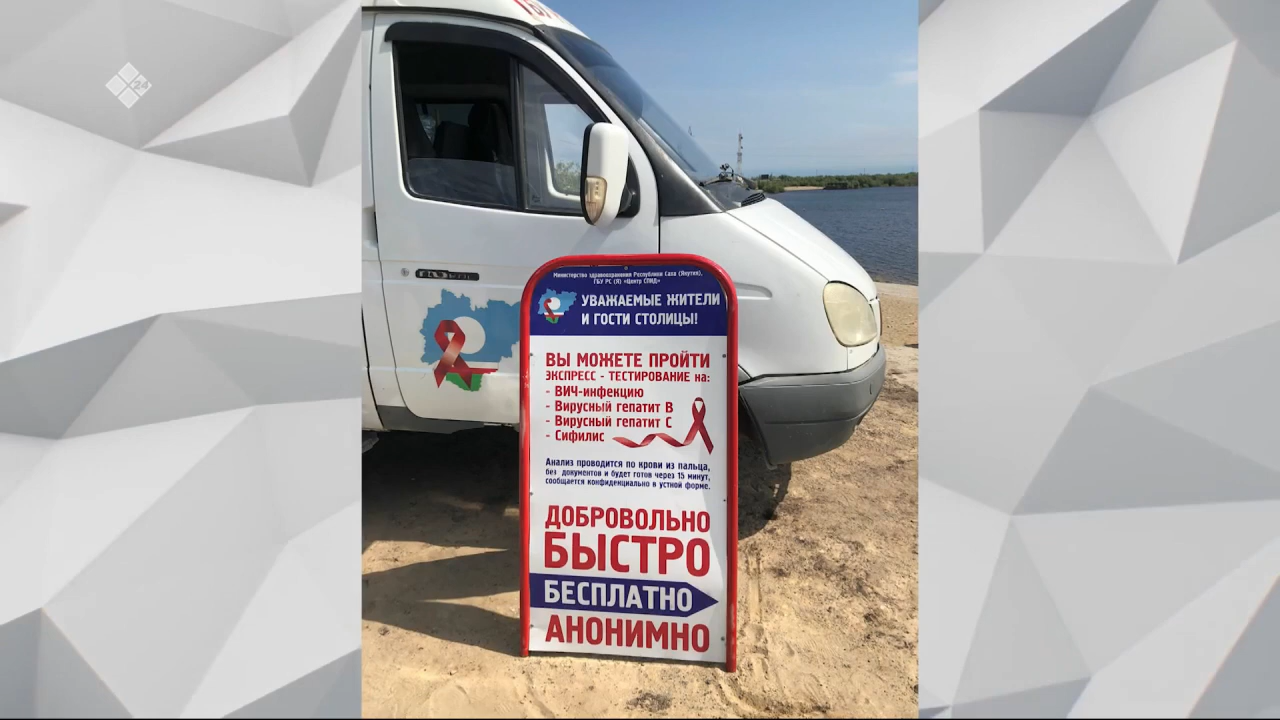 24
Министерство здравоохранения Республики Саха (Якутия),
ГБУ РС (Я) «Центр СПИД»
УВАЖАЕМЫЕ ЖИТЕЛИ
И ГОСТИ СТОЛИЦЫ!
ВЫ МОЖЕТЕ ПРОЙТИ
ЭКСПРЕСС - ТЕСТИРОВАНИЕ на:
- ВИЧ-инфекцию
- Вирусный гепатит В
- Вирусный гепатит С
- Сифилис
Анализ проводится по крови из пальца,
без документов и будет готов через 15 минут,
сообщается конфиденциально в устной форме.
ДОБРОВОЛЬНО
БЫСТРО
БЕСПЛАТНО
АНОНИМНО